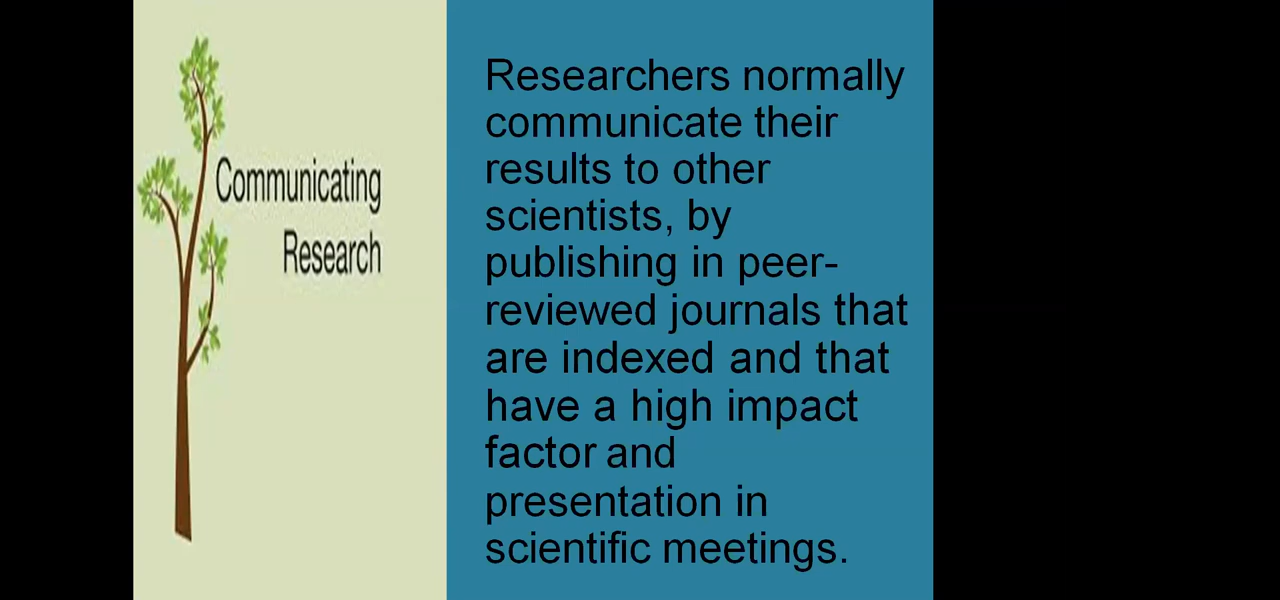 Communicating
Research
Researchers normally
communicate their
results to other
scientists, by
publishing in peer-
reviewed journals that
are indexed and that
have a high impact
factor and
presentation in
scientific meetings.